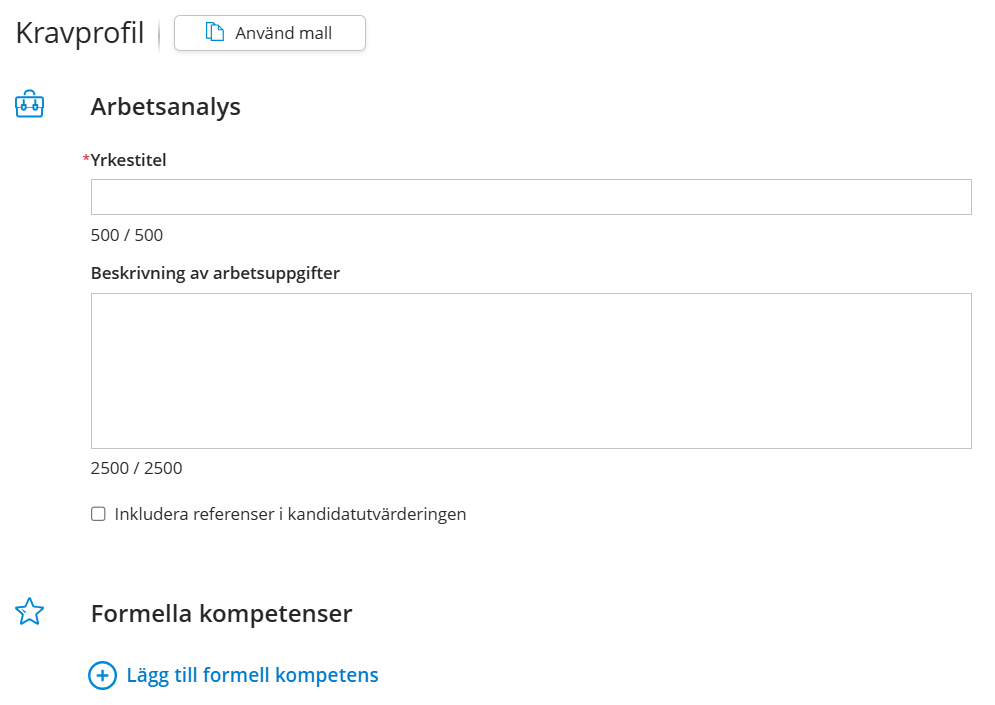 Kravprofil
Använd mall
Arbetsanalys
*Yrkestitel
500 / 500
Beskrivning av arbetsuppgifter
2500 / 2500
Inkludera referenser i kandidatutvärderingen
Formella kompetenser
Lägg till formell kompetens